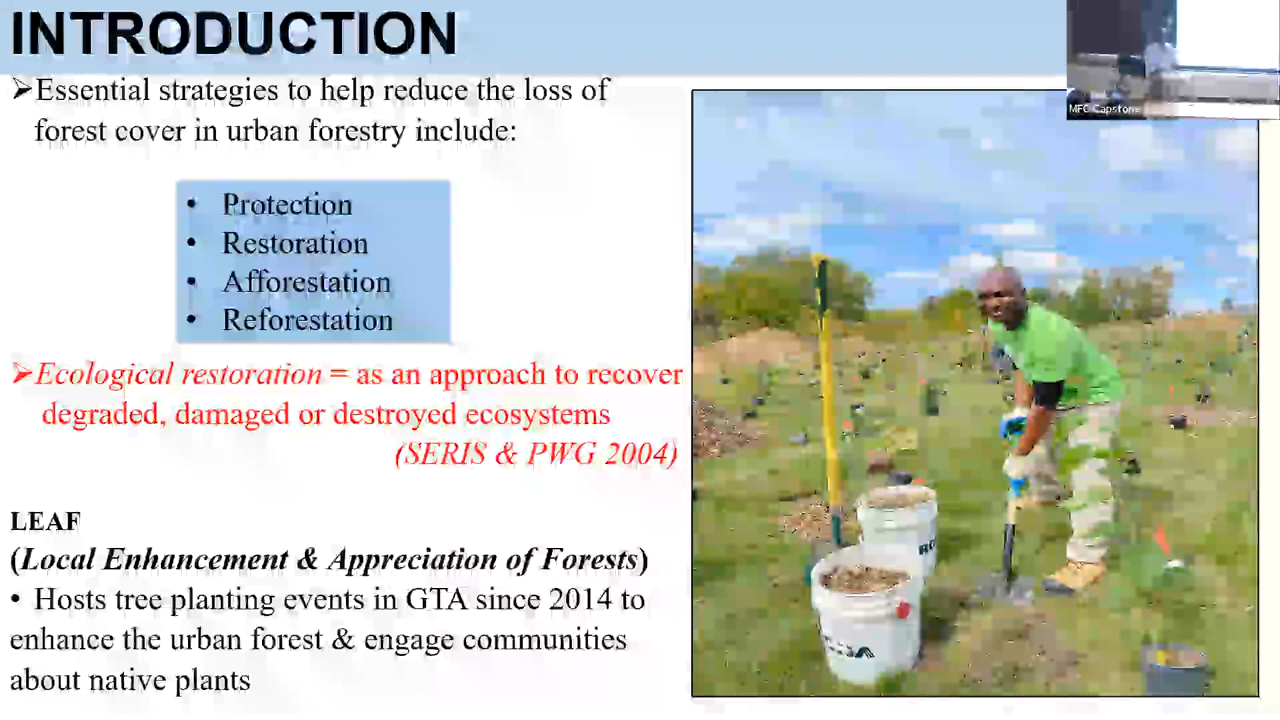 INTRODUCTION
MFC Capstone
➢Essential strategies to help reduce the loss of
forest cover in urban forestry include:
• Protection
• Restoration
• Afforestation
• Reforestation
➢Ecological restoration = as an approach to recover
degraded, damaged or destroyed ecosystems
(SERIS & PWG 2004)
LEAF
(Local Enhancement & Appreciation of Forests)
• Hosts tree planting events in GTA since 2014 to
enhance the urban forest & engage communities
about native plants